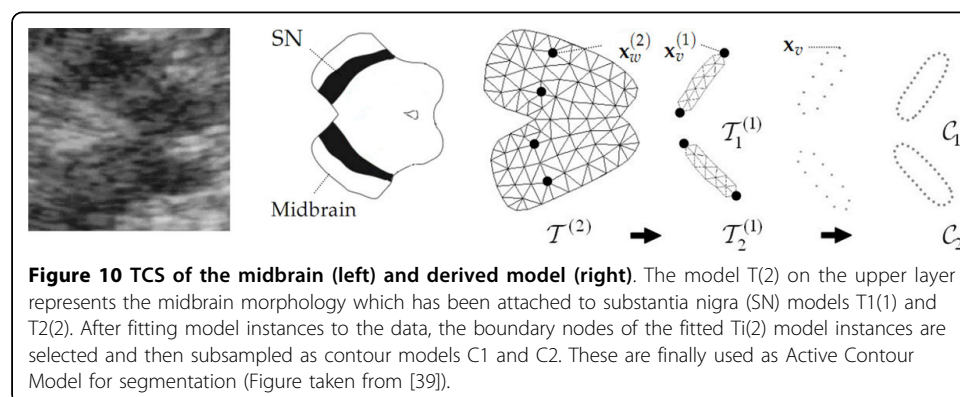 SN
Midbrain
𝐱_w^(2) 𝐱_v^(1)
𝒯^(2)
𝒯_1^(1)
𝒯_2^(1)
𝐱_v
𝒞_1
𝒞_2
Figure 10 TCS of the midbrain (left) and derived model (right). The model T(2) on the upper layer
represents the midbrain morphology which has been attached to substantia nigra (SN) models T1(1) and
T2(2). After fitting model instances to the data, the boundary nodes of the fitted Ti(2) model instances are
selected and then subsampled as contour models C1 and C2. These are finally used as Active Contour
Model for segmentation (Figure taken from [39]).